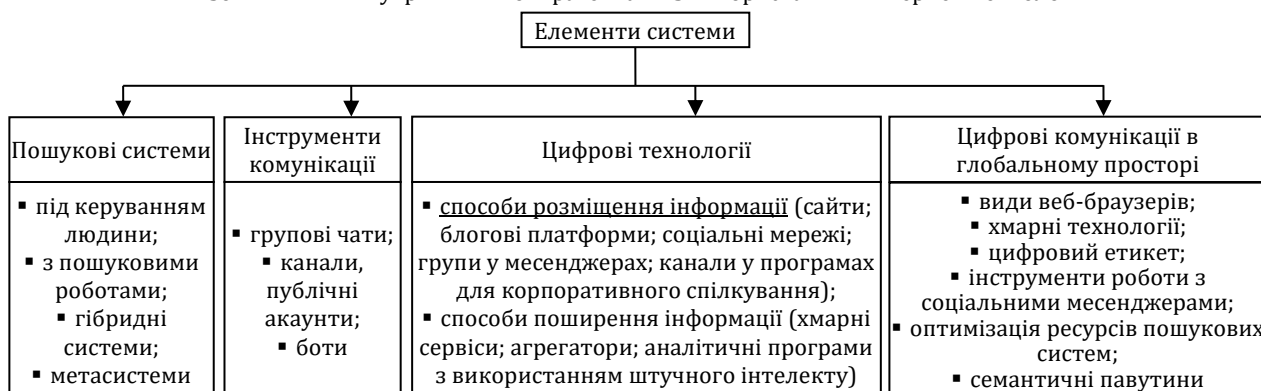 Елементи системи
Пошукові системи
▪ під керуванням
людини;
▪ з пошуковими
роботами;
▪ гібридні
системи;
▪ метасистеми
Інструменти
комунікації
▪ групові чати;
▪ канали,
публічні
акаунти;
▪ боти
Цифрові технології
▪ способи розміщення інформації (сайти;
блогові платформи; соціальні мережі;
групи у месенджерах; канали у програмах
для корпоративного спілкування);
▪ способи поширення інформації (хмарні
сервіси; агрегатори; аналітичні програми
з використанням штучного інтелекту)
Цифрові комунікації в
глобальному просторі
▪ види веб-браузерів;
▪ хмарні технології;
▪ цифровий етикет;
▪ інструменти роботи з
соціальними месенджерами;
▪ оптимізація ресурсів пошукових
систем;
▪ семантичні павутини